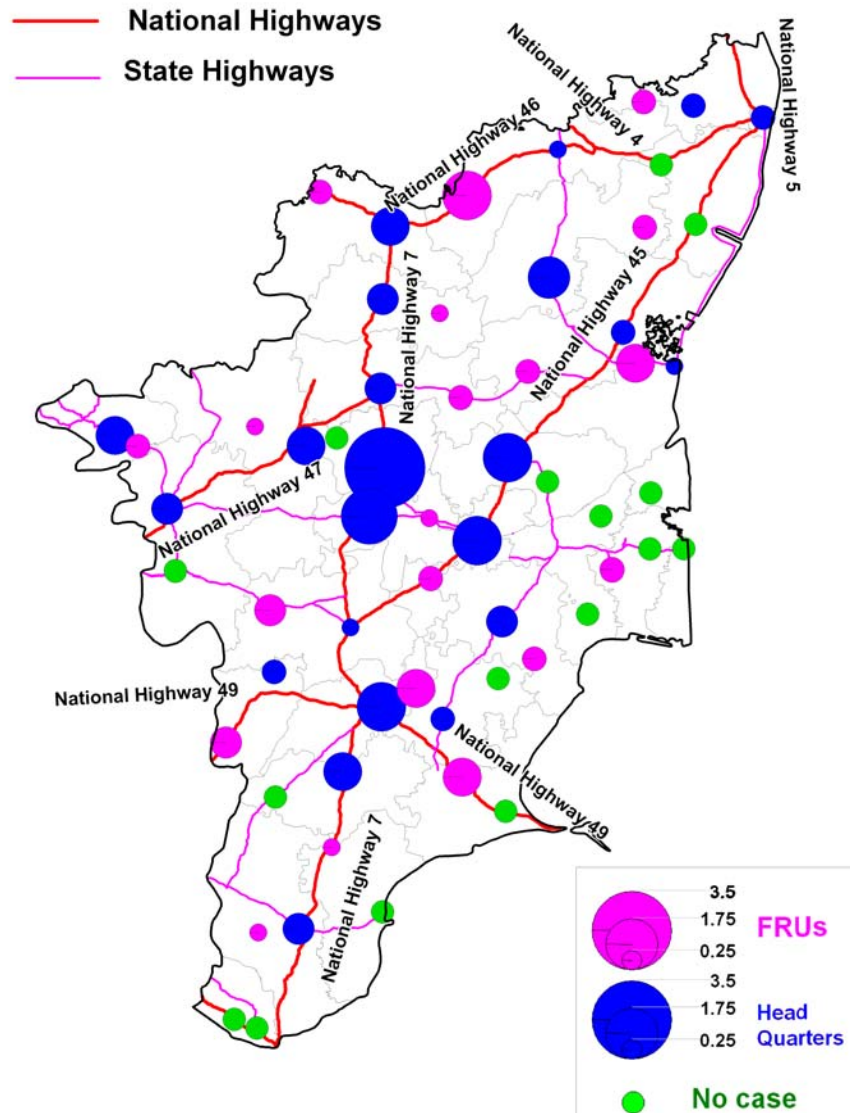 National Highways
State Highways
National Highway 4
National Highway 5
National Highway 46
National Highway 7
National Highway 45
National Highway 47
National Highway 49
National Highway 49
National Highway 7
3.5
1.75
0.25
FRUs
3.5
1.75
0.25
Head
Quarters
No case